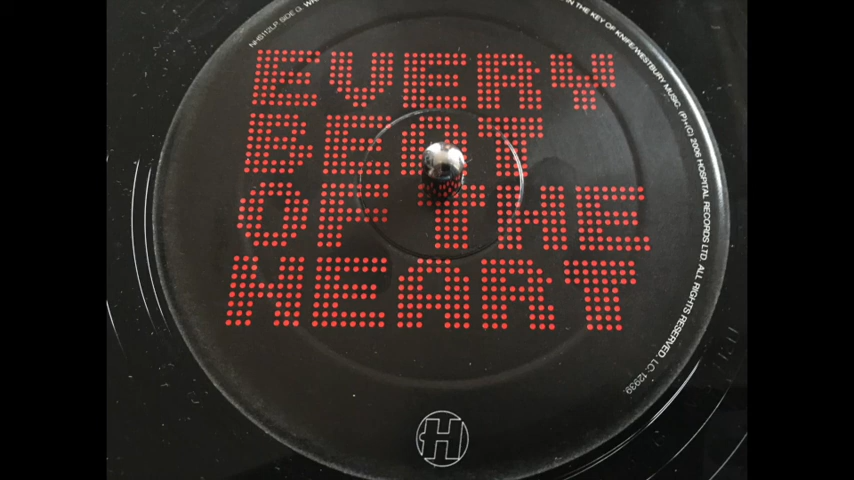 EVERY
BEAT
OF THE
HEART
NHS112LP. SIDE G.
IN THE KEY OF KNIFE/WESTBURY MUSIC. (P)+(C) 2006 HOSPITAL RECORDS LTD. ALL RIGHTS RESERVED. LC: 12939.
H